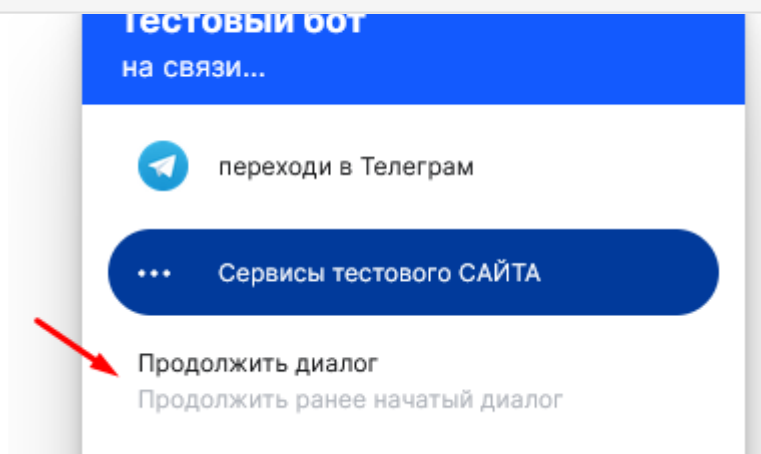 Тестовый бот
на связи...
переходи в Телеграм
Сервисы тестового САЙТА
Продолжить диалог
Продолжить ранее начатый диалог